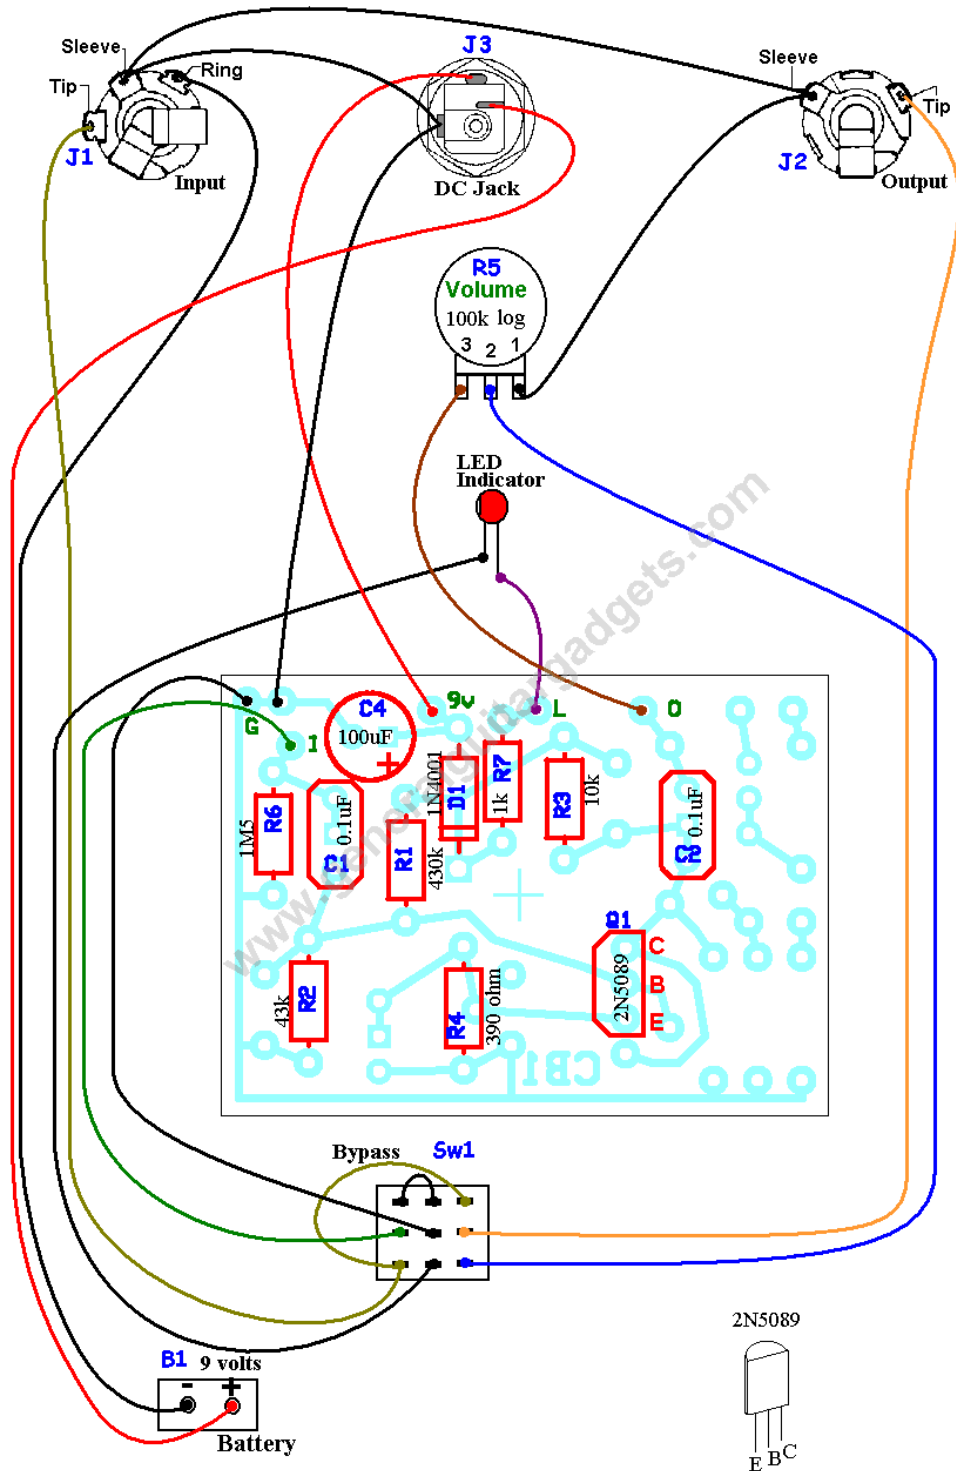 J3
Sleeve
Ring
Tip
J1
Input
DC Jack
Sleeve
Tip
J2
Output
R5
Volume
100k log
3 2 1
LED
Indicator
www.generalguitargadgets.com
G
I
C4
100uF
+
9v
L
O
R6
1M5
C1
0.1uF
R1
430k
D1
1N4001
R7
1k
R3
10k
C2
0.1uF
R2
43k
R4
390 ohm
Q1
2N5089
C
B
E
CB1
Bypass
Sw1
B1 9 volts
- +
Battery
2N5089
E B C